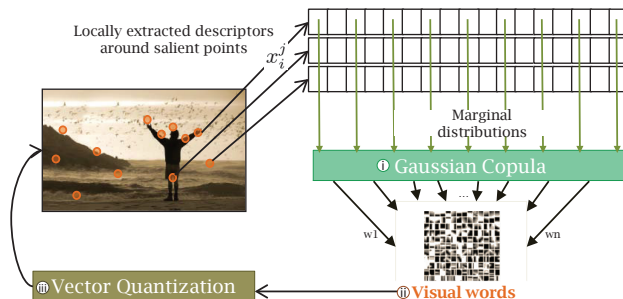 Locally extracted descriptors
around salient points
x_i^j
Marginal
distributions
i Gaussian Copula
...
w1
wn
iii Vector Quantization
ii Visual words